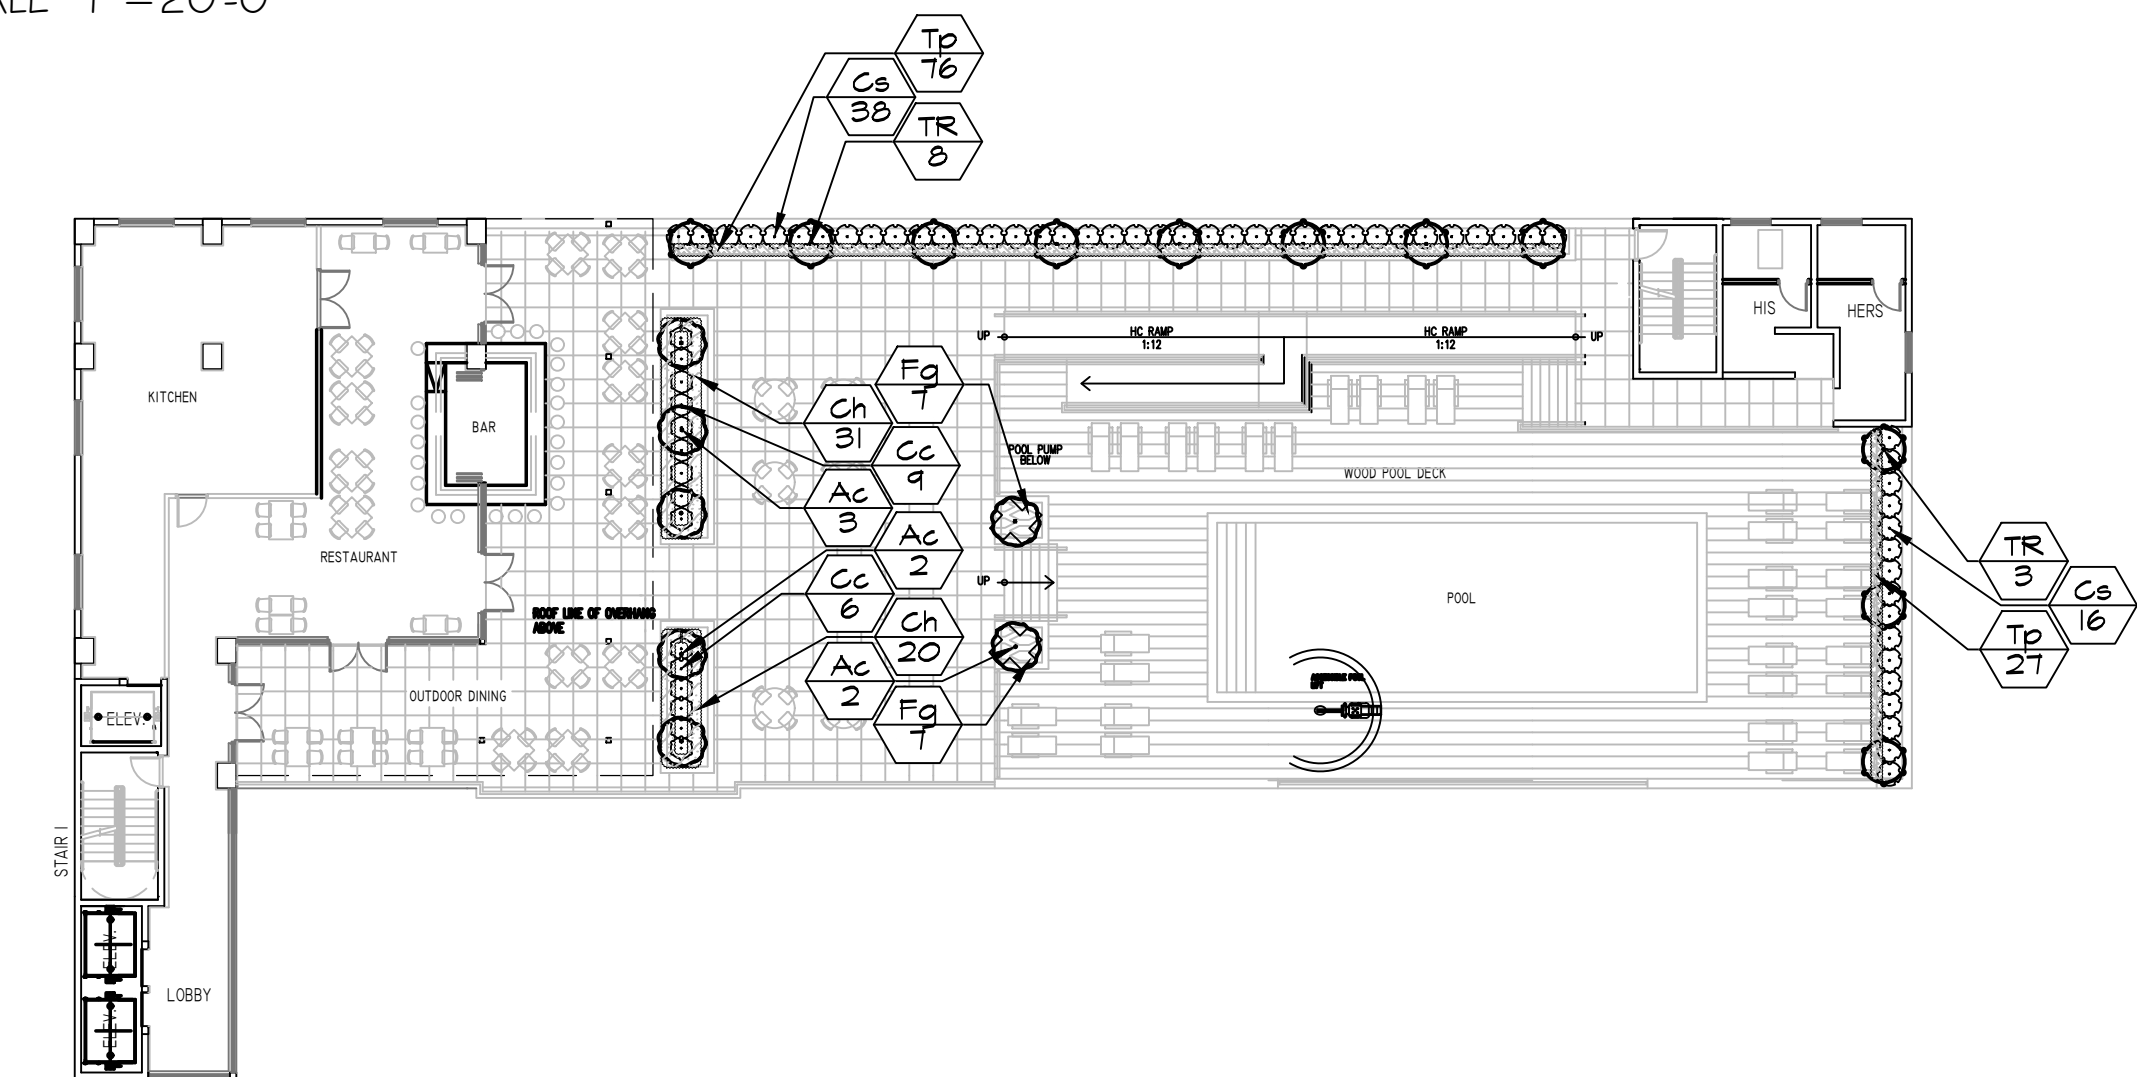 Tp
76
Cs
38
TR
8
HIS
HERS
UP
HC RAMP
1:12
HC RAMP
1:12
UP
Fg
7
KITCHEN
Ch
31
BAR
Cc
9
POOL PUMP
BELOW
WOOD POOL DECK
Ac
3
Ac
2
TR
3
RESTAURANT
UP
Cc
6
Cs
16
POOL
ROOF LINE OF OVERHANG
ABOVE
Ch
20
Tp
27
Ac
2
OUTDOOR DINING
Fg
7
ELEV.
STAIR 1
ELEV.
LOBBY
ELEV.